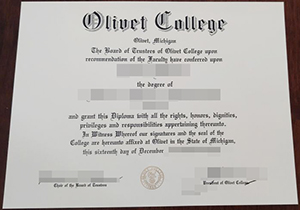 Olivet College
Olivet, Michigan
The Board of Trustees of Olivet College upon
recommendation of the Faculty have conferred upon
the degree of
and grant this Diploma with all the rights, honors, dignities,
privileges and responsibilities appertaining thereunto.
In Witness Whereof our signatures and the seal of the
College are hereunto affixed at Olivet in the State of Michigan,
this sixteenth day of December
Chair of the Board of Trustees
President of Olivet College